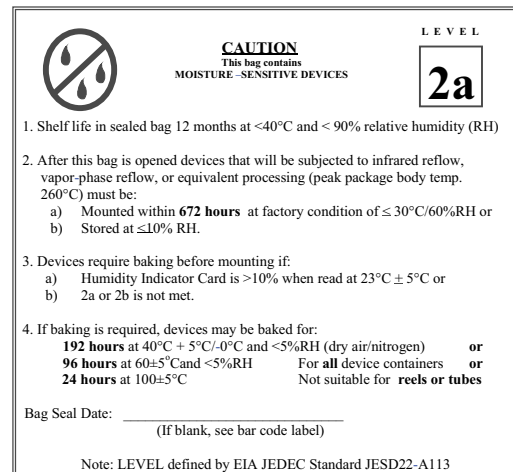 LEVEL
CAUTION
This bag contains
MOISTURE –SENSITIVE DEVICES
2a
1. Shelf life in sealed bag 12 months at <40°C and < 90% relative humidity (RH)
2. After this bag is opened devices that will be subjected to infrared reflow,
vapor-phase reflow, or equivalent processing (peak package body temp.
260°C) must be:
a) Mounted within 672 hours at factory condition of ≤ 30°C/60%RH or
b) Stored at ≤10% RH.
3. Devices require baking before mounting if:
a) Humidity Indicator Card is >10% when read at 23°C ± 5°C or
b) 2a or 2b is not met.
4. If baking is required, devices may be baked for:
192 hours at 40°C + 5°C/-0°C and <5%RH (dry air/nitrogen) or
96 hours at 60±5°Cand <5%RH For all device containers or
24 hours at 100±5°C Not suitable for reels or tubes
Bag Seal Date: ______________________________
(If blank, see bar code label)
Note: LEVEL defined by EIA JEDEC Standard JESD22-A113